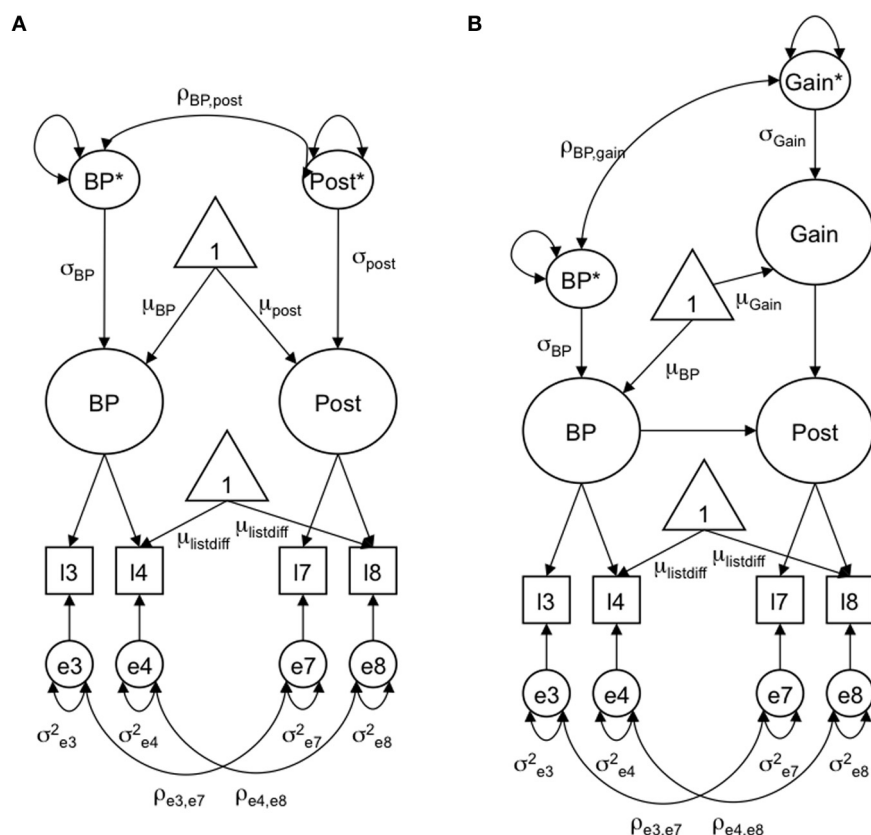 A
ρBP,post
BP*
Post*
1
σBP
σpost
μBP
μpost
BP
Post
1
μlistdiff
μlistdiff
I3
I4
I7
I8
e3
e4
e7
e8
σ²e3
σ²e4
σ²e7
σ²e8
ρe3,e7
ρe4,e8
B
Gain*
ρBP,gain
σGain
Gain
BP*
1
μGain
σBP
μBP
BP
Post
1
μlistdiff
μlistdiff
I3
I4
I7
I8
e3
e4
e7
e8
σ²e3
σ²e4
σ²e7
σ²e8
ρe3,e7
ρe4,e8